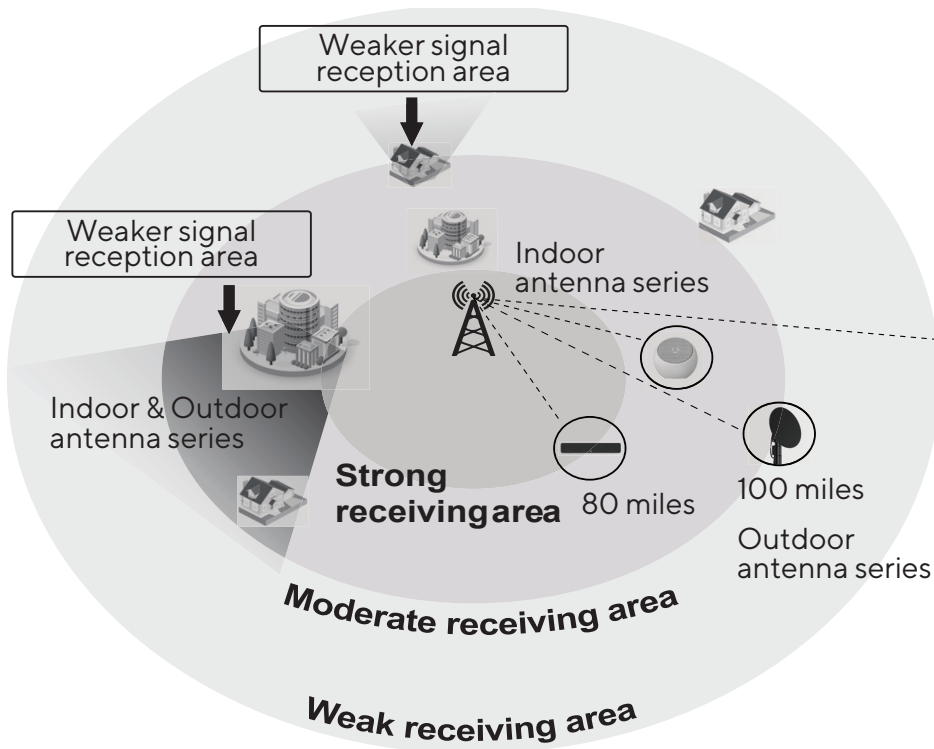 Weaker signal
reception area
Weaker signal
reception area
Indoor
antenna series
Indoor & Outdoor
antenna series
Strong
receiving area
80 miles
100 miles
Outdoor
antenna series
Moderate receiving area
Weak receiving area